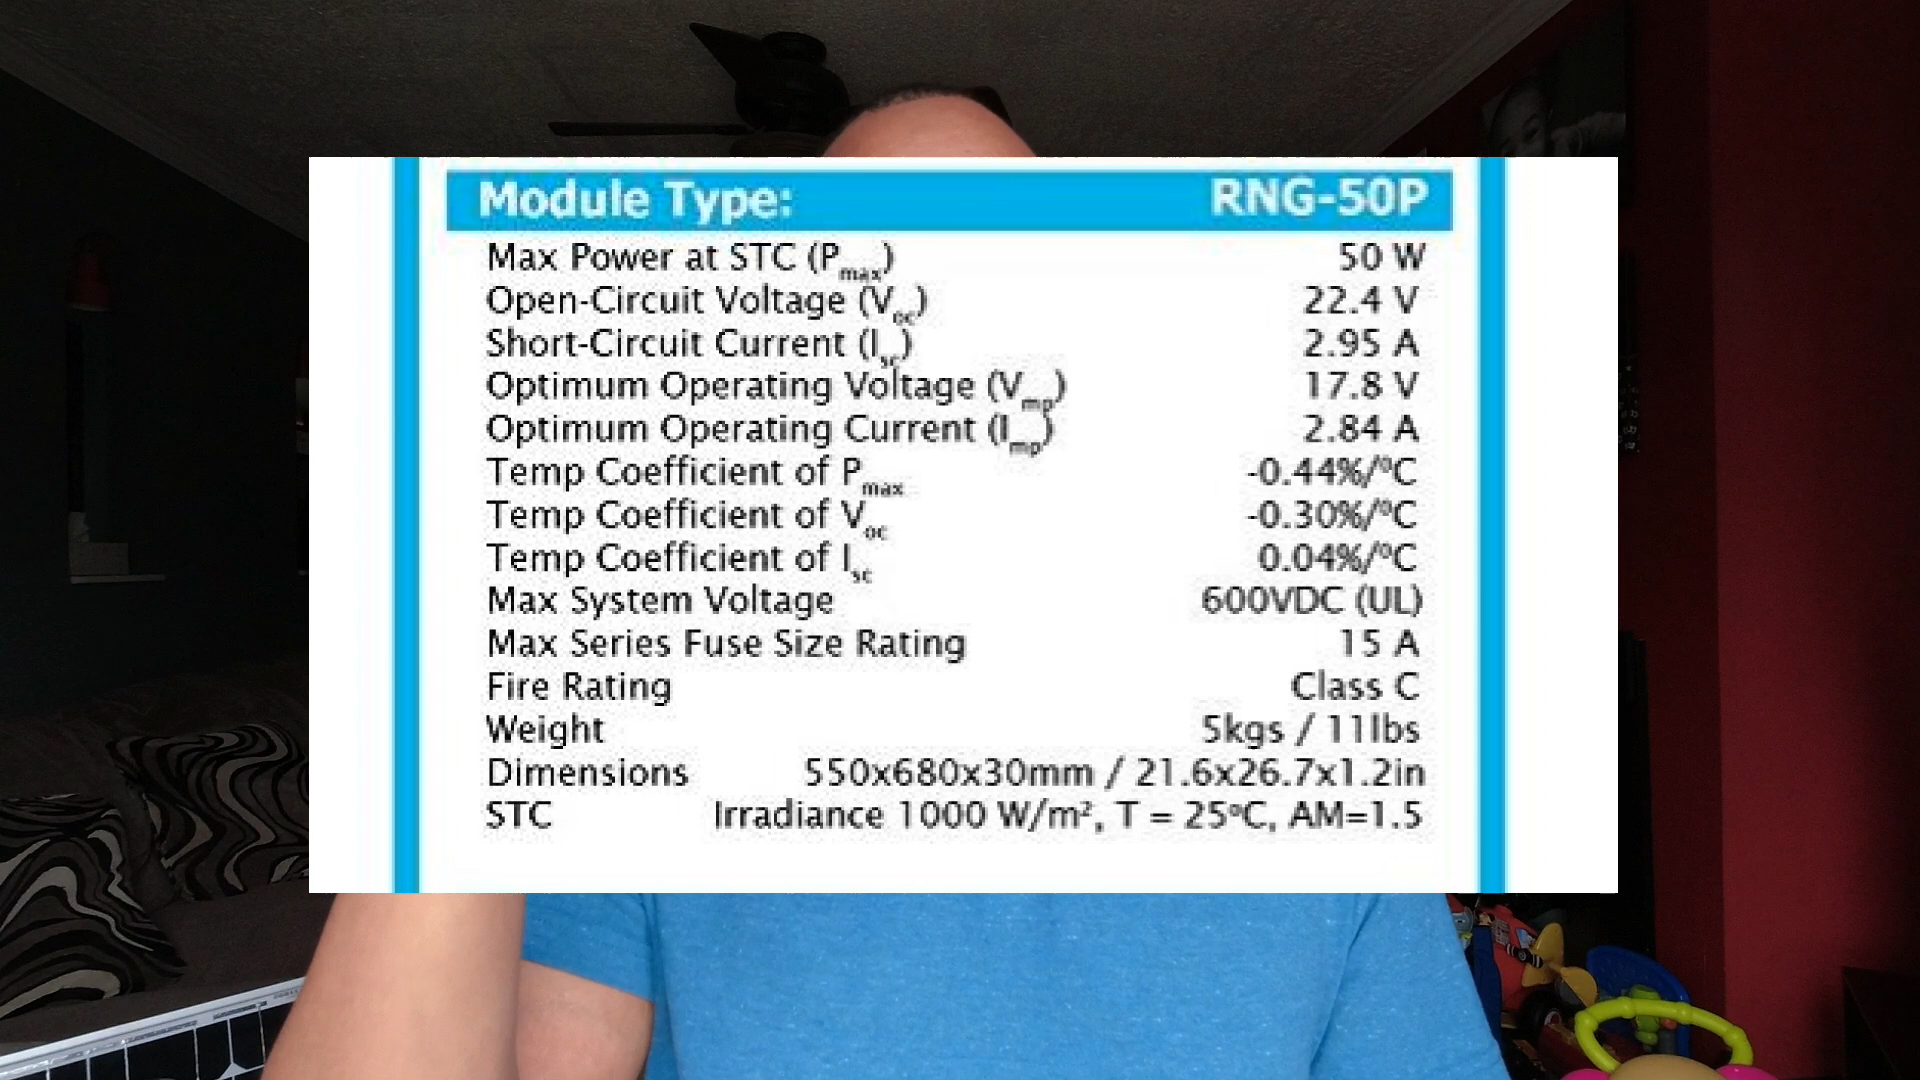 Module Type: RNG-50P
Max Power at STC (Pmax) 50 W
Open-Circuit Voltage (Voc) 22.4 V
Short-Circuit Current (Isc) 2.95 A
Optimum Operating Voltage (Vmp) 17.8 V
Optimum Operating Current (Imp) 2.84 A
Temp Coefficient of Pmax -0.44%/ºC
Temp Coefficient of Voc -0.30%/ºC
Temp Coefficient of Isc 0.04%/ºC
Max System Voltage 600VDC (UL)
Max Series Fuse Size Rating 15 A
Fire Rating Class C
Weight 5kgs / 11lbs
Dimensions 550x680x30mm / 21.6x26.7x1.2in
STC Irradiance 1000 W/m², T = 25ºC, AM=1.5